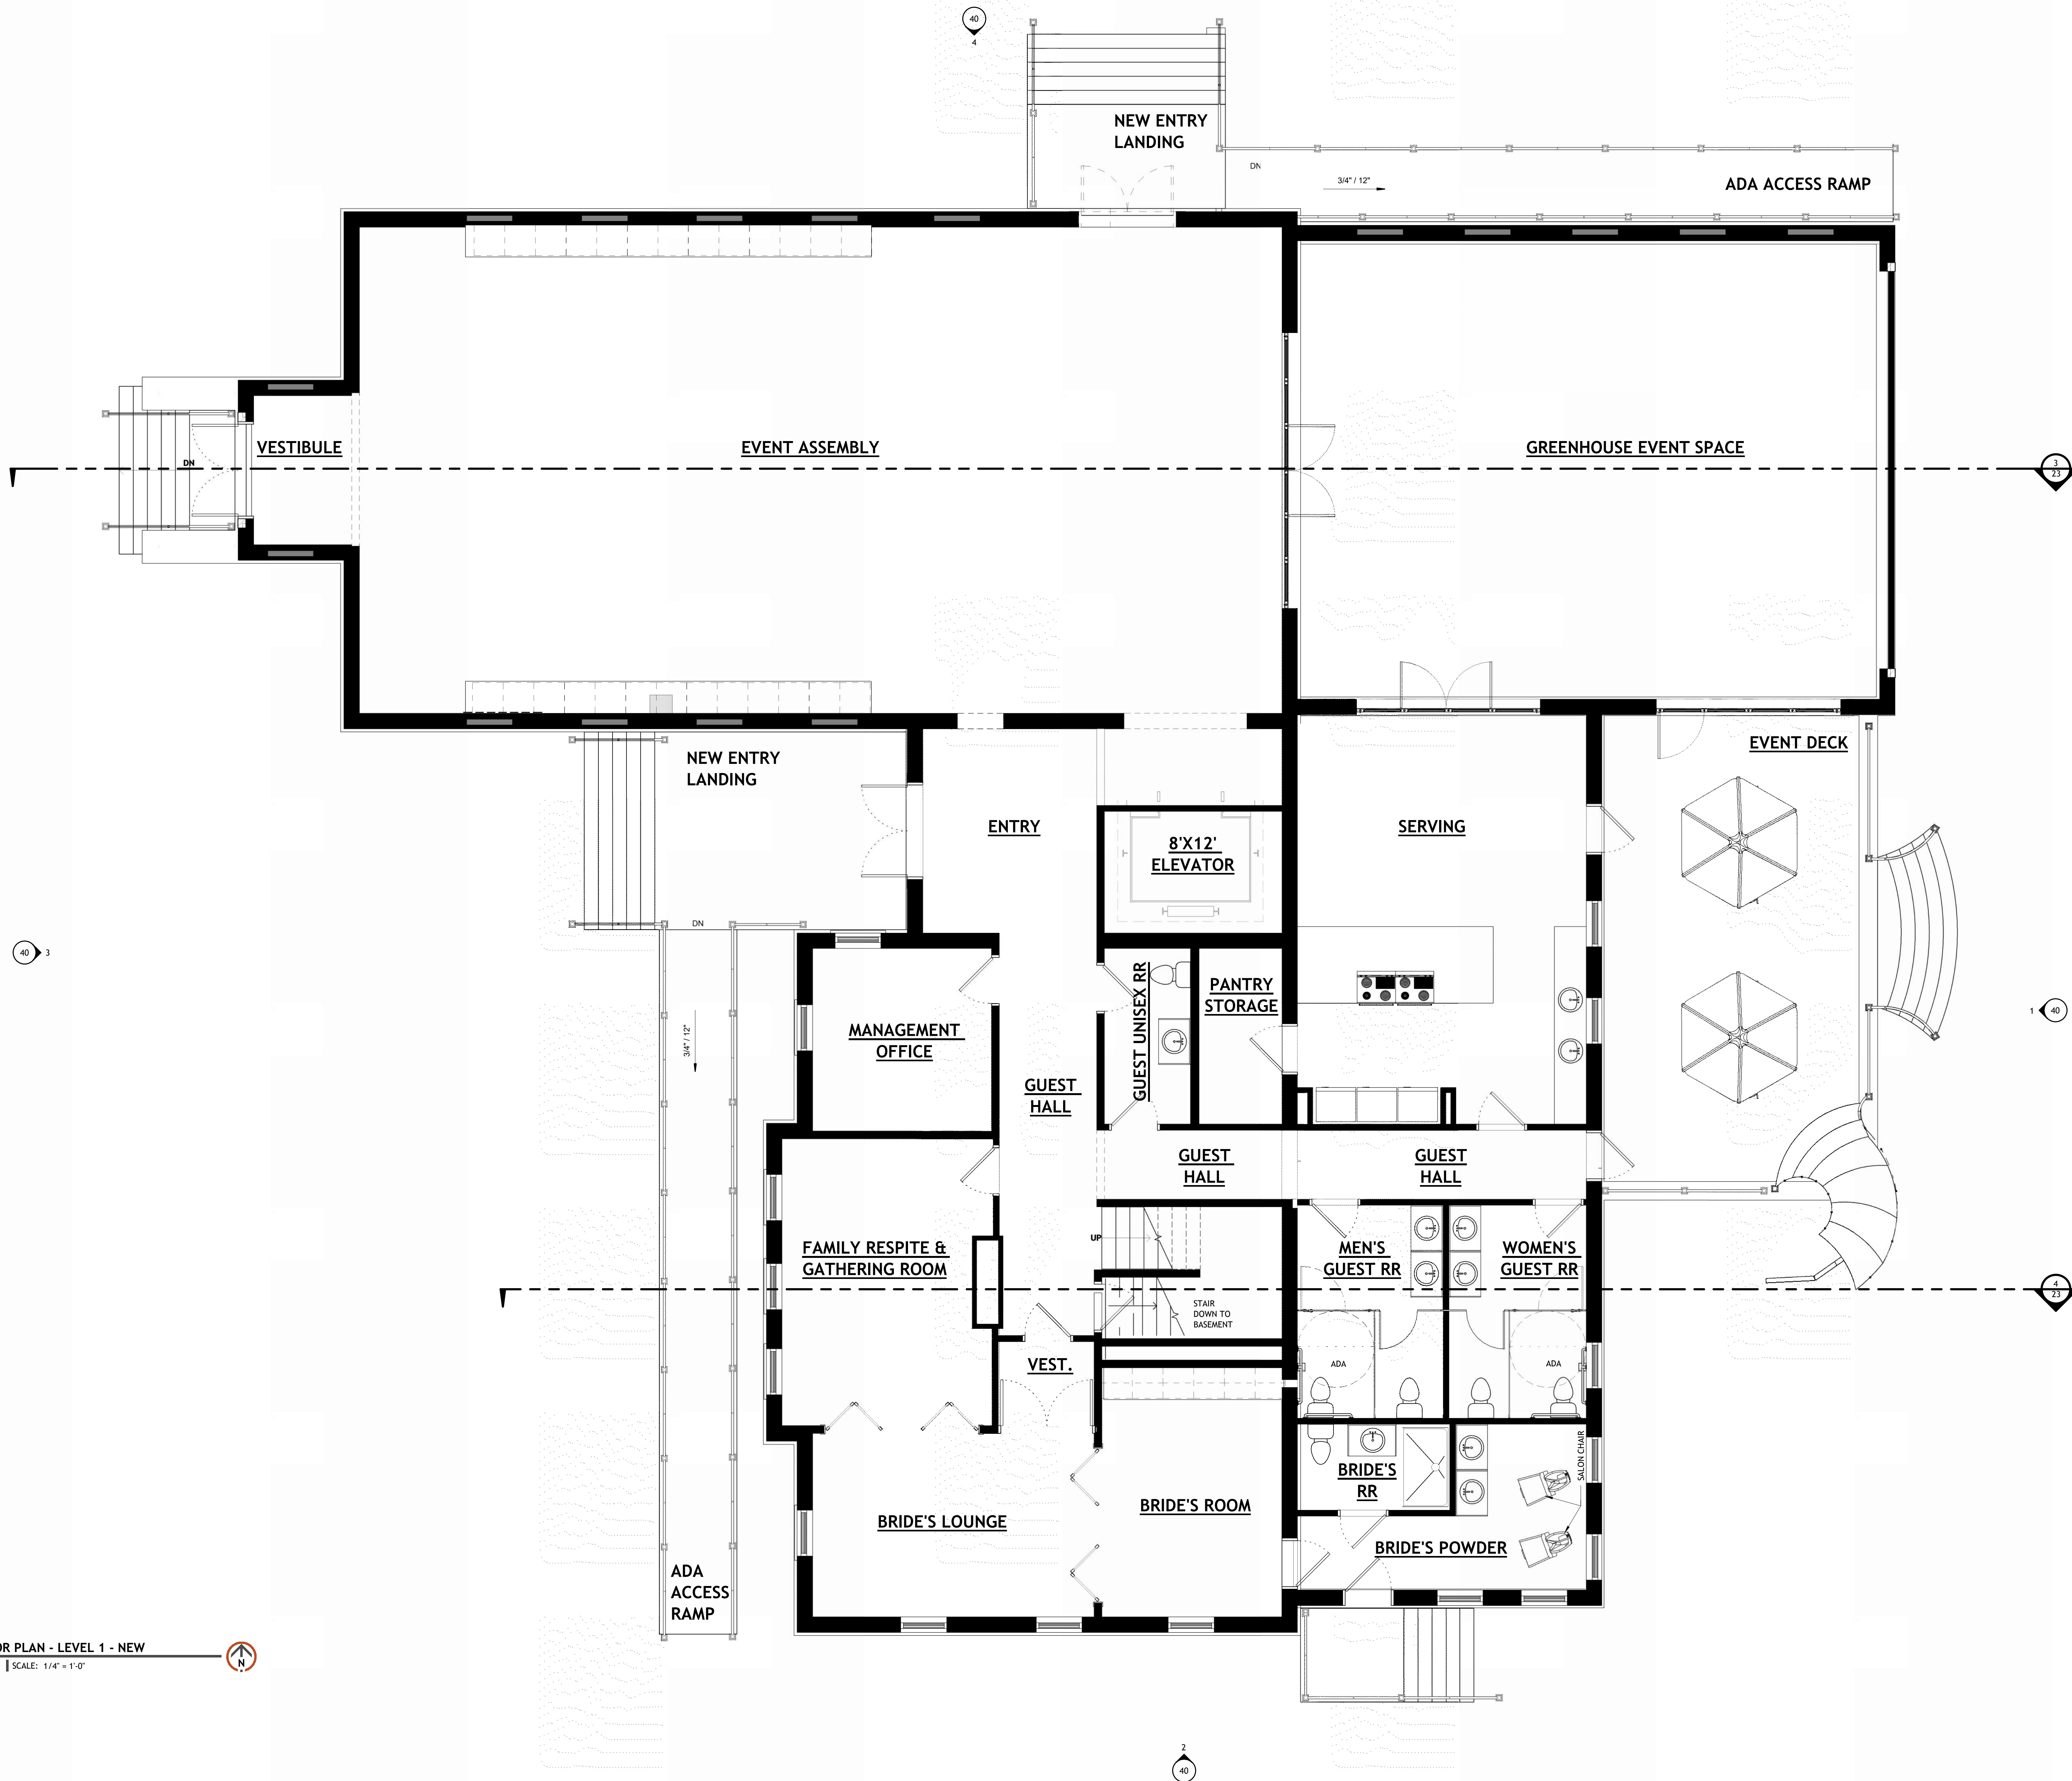 40
4
NEW ENTRY
LANDING
DN
3/4" / 12"
ADA ACCESS RAMP
VESTIBULE
DN
EVENT ASSEMBLY
GREENHOUSE EVENT SPACE
3
23
NEW ENTRY
LANDING
EVENT DECK
ENTRY
8'X12'
ELEVATOR
SERVING
DN
40
3
GUEST UNISEX RR
PANTRY
STORAGE
1
40
3/4" / 12"
MANAGEMENT
OFFICE
GUEST
HALL
GUEST
HALL
GUEST
HALL
UP
FAMILY RESPITE &
GATHERING ROOM
MEN'S
GUEST RR
WOMEN'S
GUEST RR
4
23
STAIR
DOWN TO
BASEMENT
VEST.
ADA
ADA
SALON CHAIR
BRIDE'S
RR
BRIDE'S ROOM
BRIDE'S LOUNGE
BRIDE'S POWDER
ADA
ACCESS
RAMP
OR PLAN - LEVEL 1 - NEW
SCALE: 1/4" = 1'-0"
N
2
40